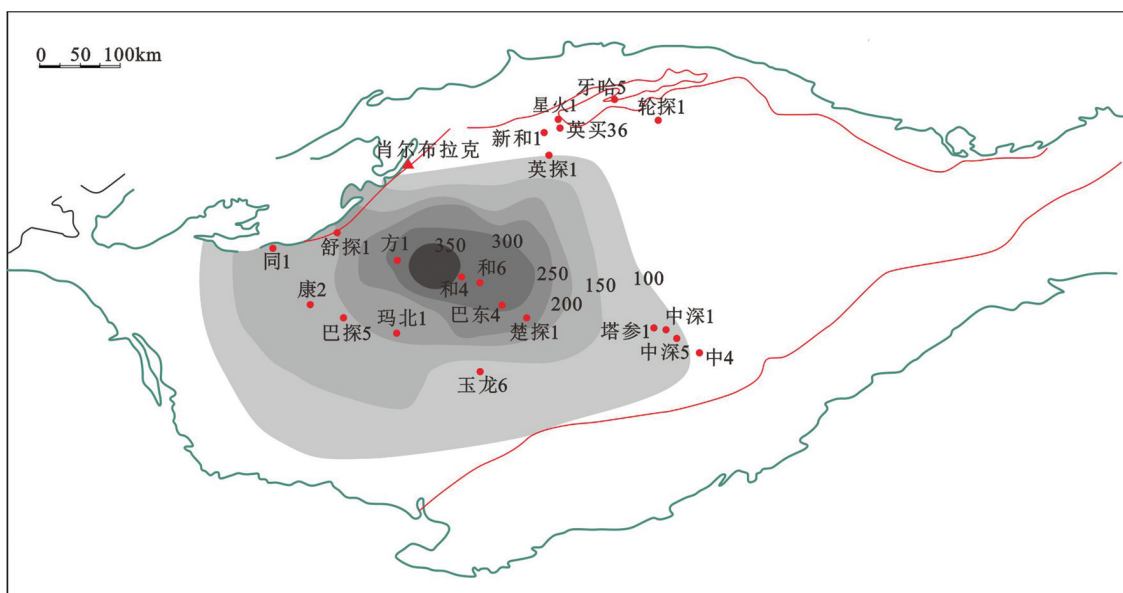 0 50 100km
牙哈5
星火1
轮探1
新和1
英买36
肖尔布拉克
英探1
舒探1
方1
350
300
同1
和6
250
和4
150
100
康2
巴东4
200
玛北1
巴探5
楚探1
塔参1
中深1
中深5
中4
玉龙6